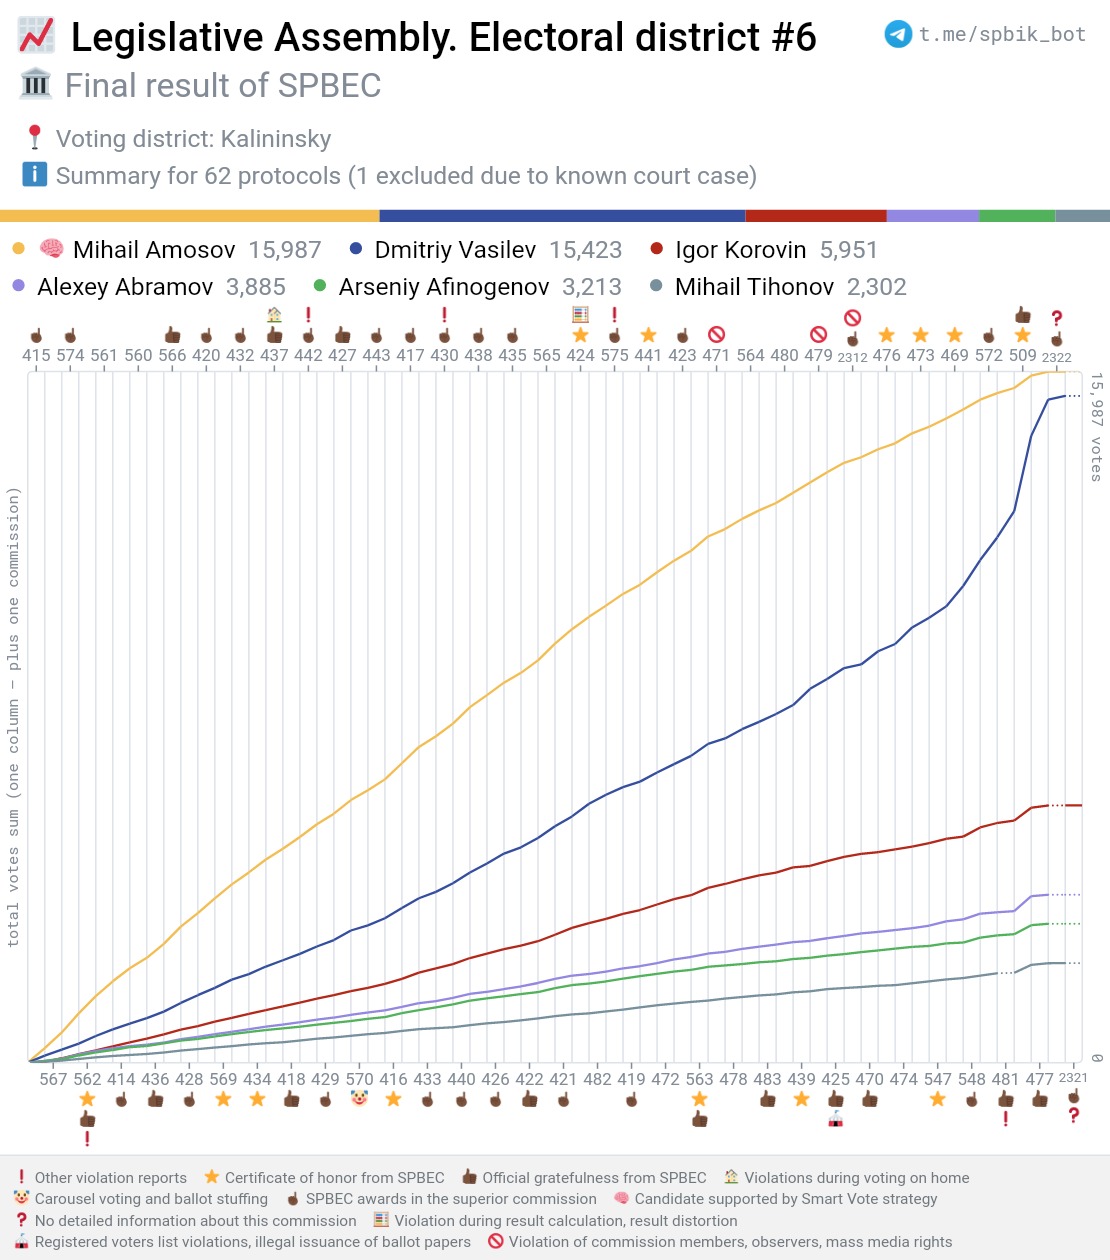 Legislative Assembly. Electoral district #6
t.me/spbik_bot
Final result of SPBEC
Voting district: Kalininsky
Summary for 62 protocols (1 excluded due to known court case)
Mihail Amosov 15,987 Dmitriy Vasilev 15,423 Igor Korovin 5,951
Alexey Abramov 3,885 Arseniy Afinogenov 3,213 Mihail Tihonov 2,302
415 574 561 560 566 420 432 437 442 427 443 417 430 438 435 565 424 575 441 423 471 564 480 479 2312 476 473 469 572 509 2322
15,987 votes
total votes sum (one column – plus one commission)
0
567 562 414 436 428 569 434 418 429 570 416 433 440 426 422 421 482 419 472 563 478 483 439 425 470 474 547 548 481 477 2321
Other violation reports Certificate of honor from SPBEC Official gratefulness from SPBEC Violations during voting on home
Carousel voting and ballot stuffing SPBEC awards in the superior commission Candidate supported by Smart Vote strategy
No detailed information about this commission Violation during result calculation, result distortion
Registered voters list violations, illegal issuance of ballot papers Violation of commission members, observers, mass media rights